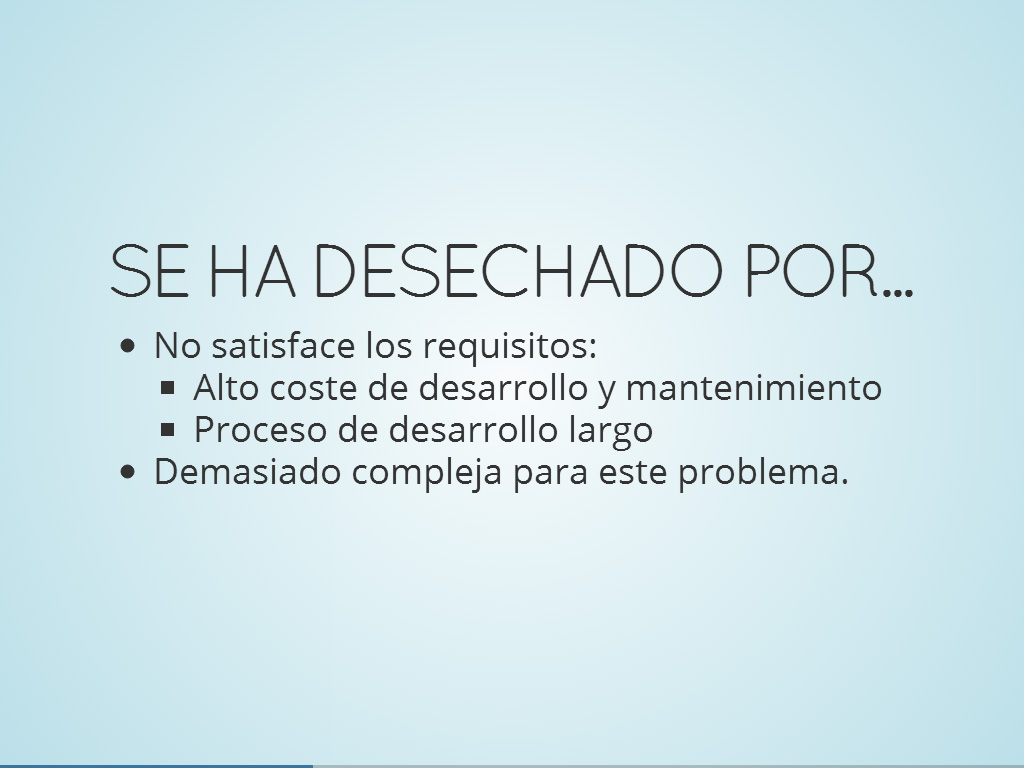 SE HA DESECHADO POR...
No satisface los requisitos:
Alto coste de desarrollo y mantenimiento
Proceso de desarrollo largo
Demasiado compleja para este problema.